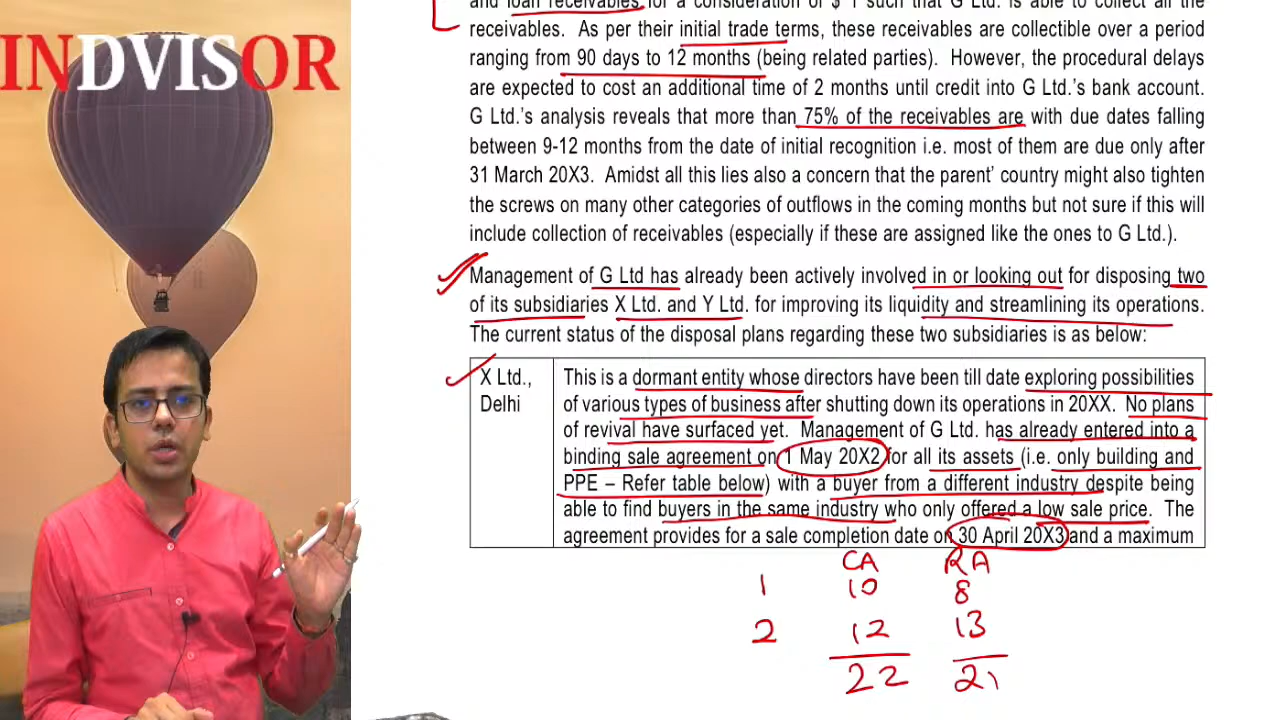 INDVISOR
and loan receivables for a consideration of $ 1 such that G Ltd. is able to collect all the
receivables. As per their initial trade terms, these receivables are collectible over a period
ranging from 90 days to 12 months (being related parties). However, the procedural delays
are expected to cost an additional time of 2 months until credit into G Ltd.'s bank account.
G Ltd.'s analysis reveals that more than 75% of the receivables are with due dates falling
between 9-12 months from the date of initial recognition i.e. most of them are due only after
31 March 20X3. Amidst all this lies also a concern that the parent' country might also tighten
the screws on many other categories of outflows in the coming months but not sure if this will
include collection of receivables (especially if these are assigned like the ones to G Ltd.).
Management of G Ltd has already been actively involved in or looking out for disposing two
of its subsidiaries X Ltd. and Y Ltd. for improving its liquidity and streamlining its operations.
The current status of the disposal plans regarding these two subsidiaries is as below:
X Ltd.,
Delhi
This is a dormant entity whose directors have been till date exploring possibilities
of various types of business after shutting down its operations in 20XX. No plans
of revival have surfaced yet. Management of G Ltd. has already entered into a
binding sale agreement on 1 May 20X2 for all its assets (i.e. only building and
PPE – Refer table below) with a buyer from a different industry despite being
able to find buyers in the same industry who only offered a low sale price. The
agreement provides for a sale completion date on 30 April 20X3 and a maximum
CA RA
1 10 8
2 12 13
22 21